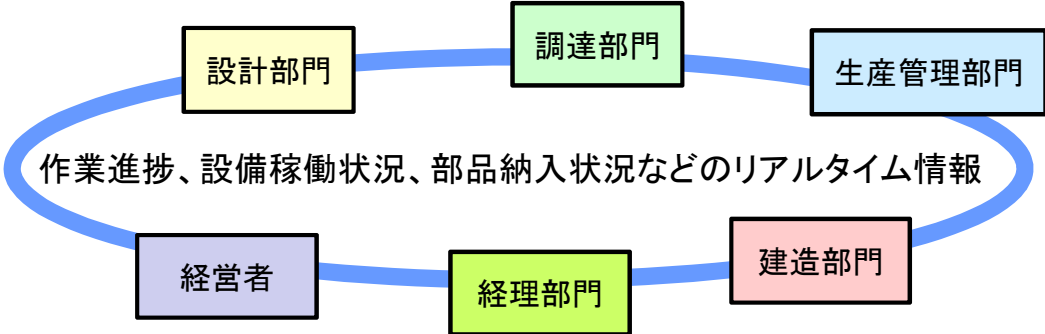 設計部門
調達部門
生産管理部門
作業進捗、設備稼働状況、部品納入状況などのリアルタイム情報
経営者
経理部門
建造部門